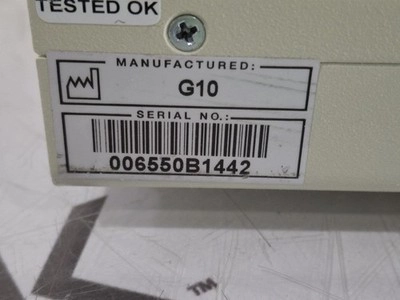 TESTED OK
MANUFACTURED:
G10
SERIAL NO.:
006550B1442
TM